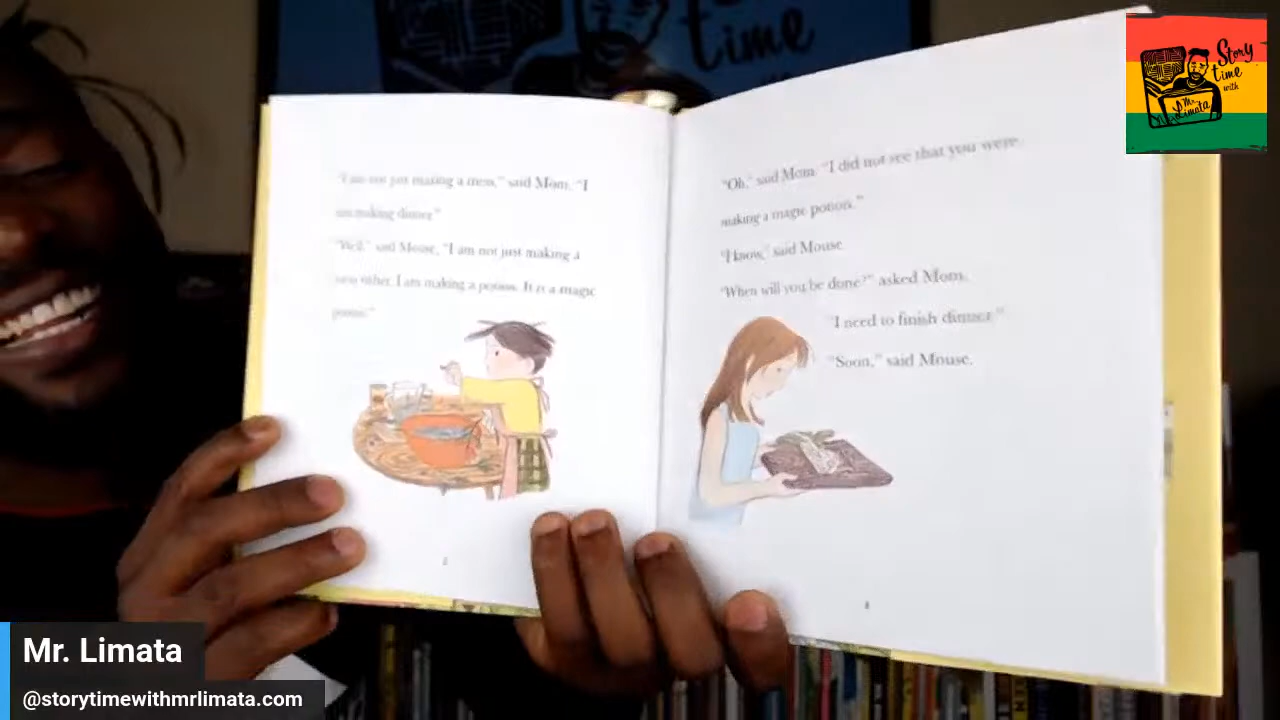 time
Story
time
with
Mr.
Limata
"I am not just making a mess," said Mom. "I
am making dinner."
"Well," said Mouse, "I am not just making a
mess either. I am making a potion. It is a magic
potion."
"Oh," said Mom. "I did not see that you were
making a magic potion."
"I know," said Mouse.
"When will you be done?" asked Mom.
"I need to finish dinner."
"Soon," said Mouse.
Mr. Limata
@storytimewithmrlimata.com